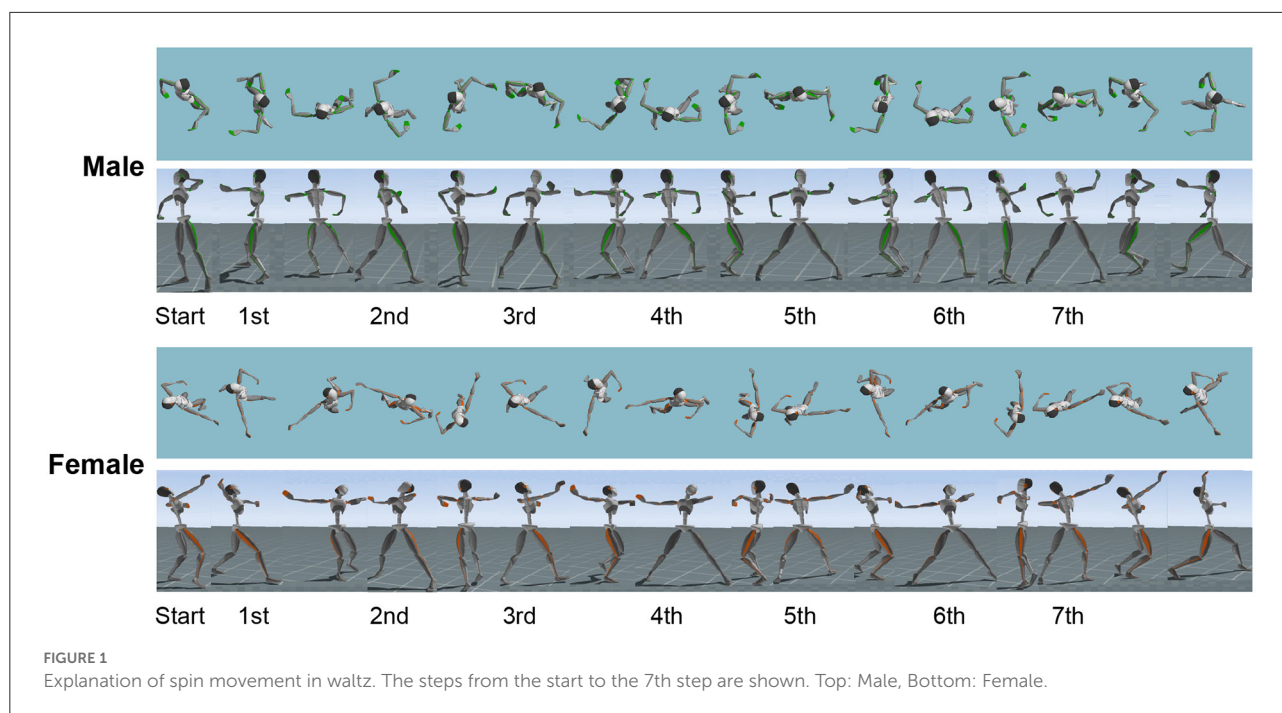 Male
Start 1st 2nd 3rd 4th 5th 6th 7th
Female
Start 1st 2nd 3rd 4th 5th 6th 7th
FIGURE 1
Explanation of spin movement in waltz. The steps from the start to the 7th step are shown. Top: Male, Bottom: Female.